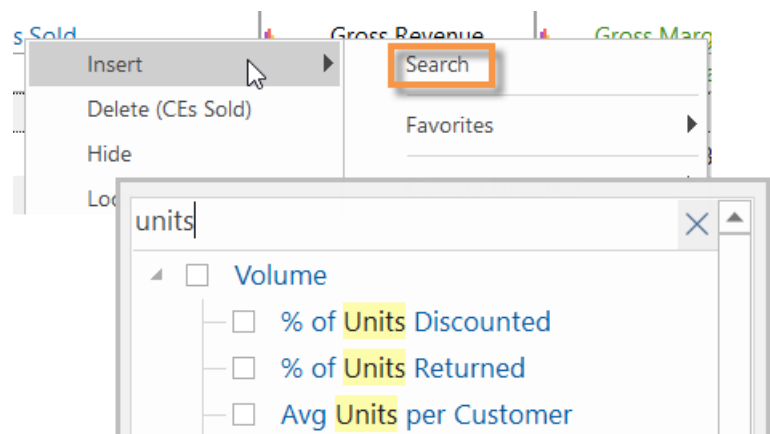 s Sold Gross Revenue Gross Marg
Insert Search
Delete (CEs Sold)
Favorites
Hide
Loc
units
Volume
% of Units Discounted
% of Units Returned
Avg Units per Customer